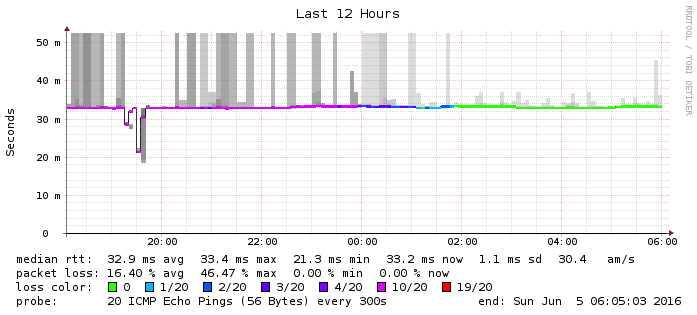 Last 12 Hours
RRDTOOL / TOBI OETIKER
Seconds
50 m
40 m
30 m
20 m
10 m
0
20:00 22:00 00:00 02:00 04:00 06:00
median rtt: 32.9 ms avg 33.4 ms max 21.3 ms min 33.2 ms now 1.1 ms sd 30.4 am/s
packet loss: 16.40 % avg 46.47 % max 0.00 % min 0.00 % now
loss color: 0 1/20 2/20 3/20 4/20 10/20 19/20
probe: 20 ICMP Echo Pings (56 Bytes) every 300s end: Sun Jun 5 06:05:03 2016